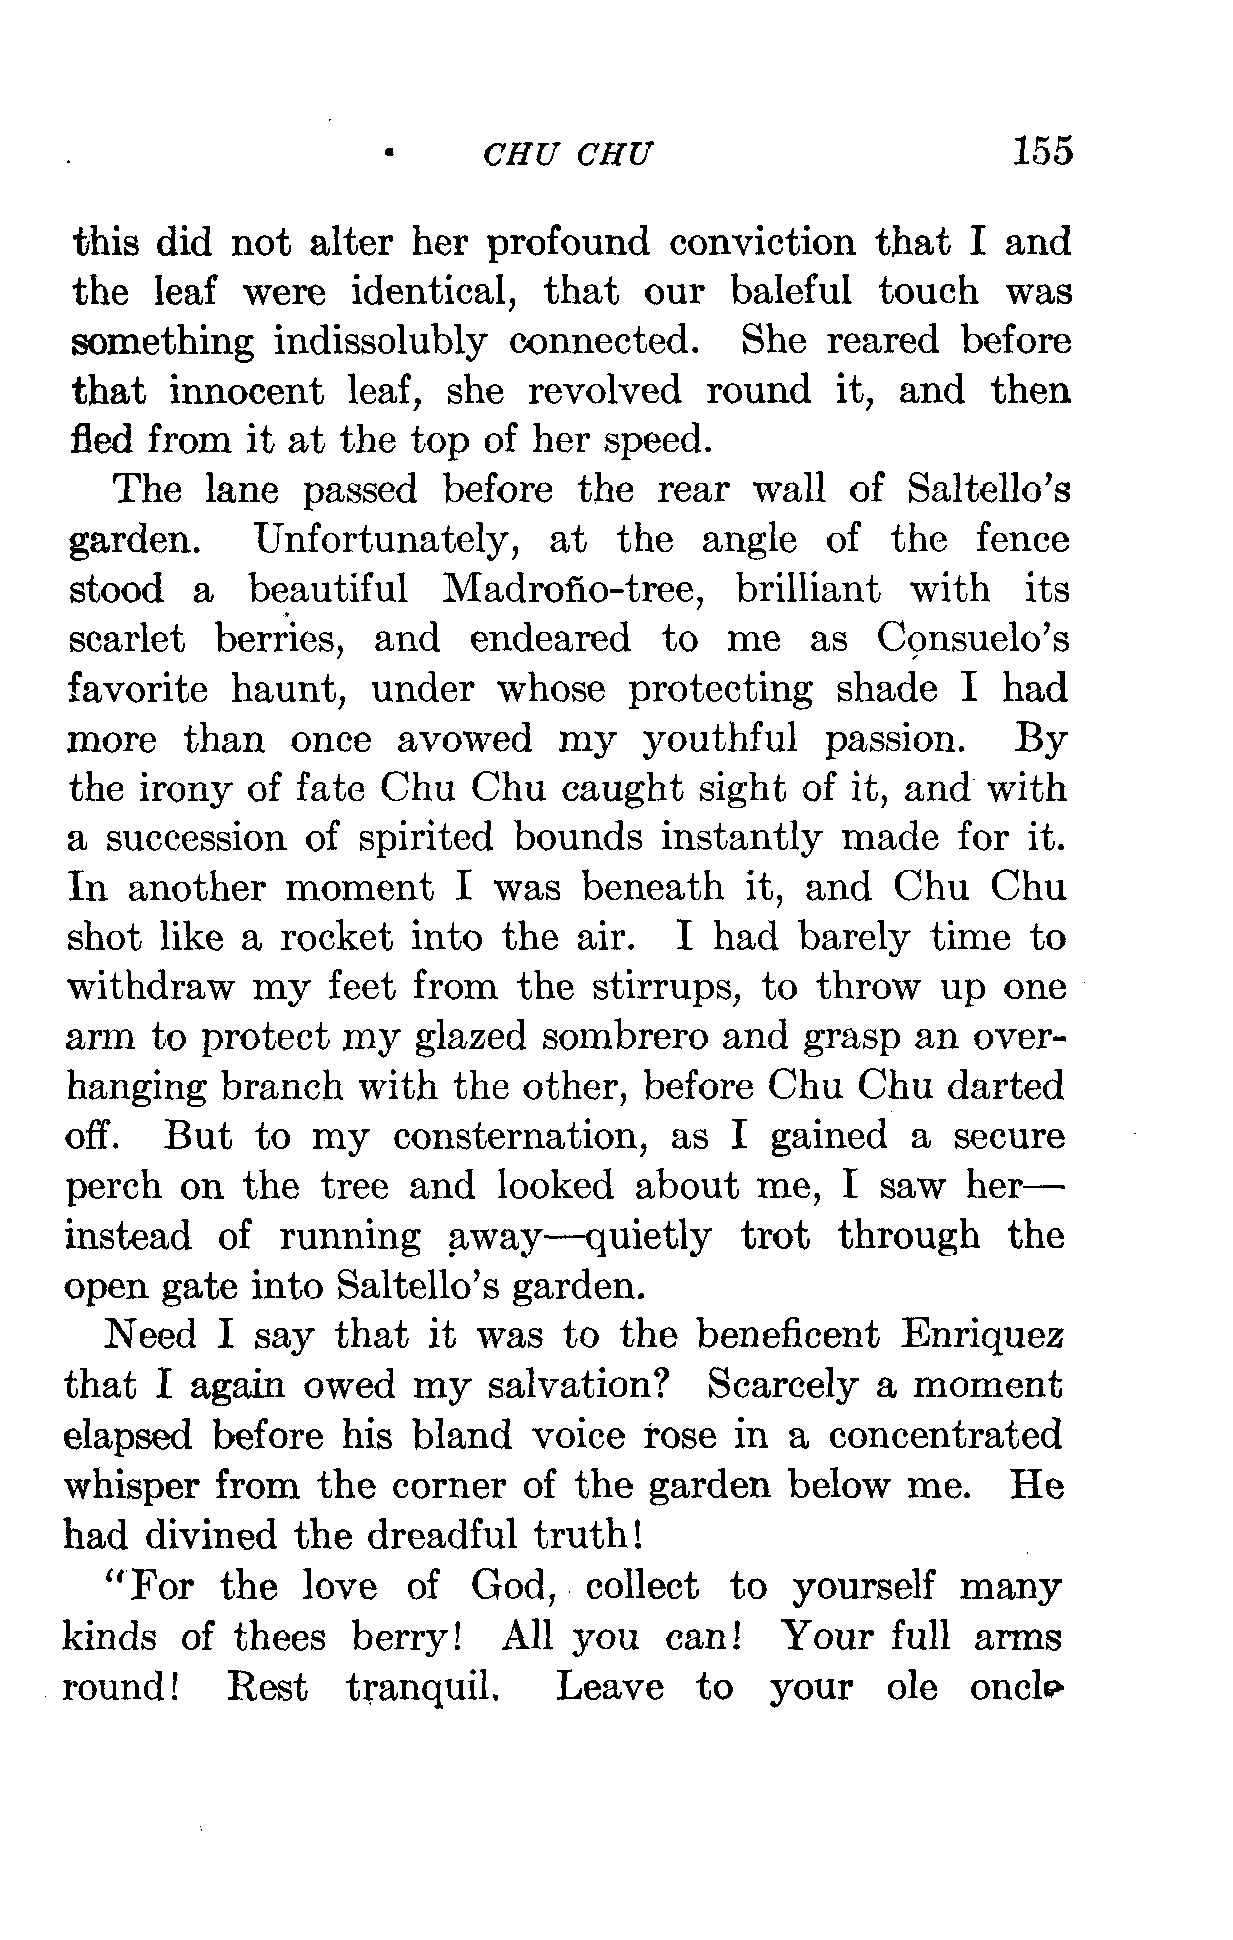 CHU CHU 155
this did not alter her profound conviction that I and
the leaf were identical, that our baleful touch was
something indissolubly connected. She reared before
that innocent leaf, she revolved round it, and then
fled from it at the top of her speed.
The lane passed before the rear wall of Saltello's
garden. Unfortunately, at the angle of the fence
stood a beautiful Madroño-tree, brilliant with its
scarlet berries, and endeared to me as Consuelo's
favorite haunt, under whose protecting shade I had
more than once avowed my youthful passion. By
the irony of fate Chu Chu caught sight of it, and with
a succession of spirited bounds instantly made for it.
In another moment I was beneath it, and Chu Chu
shot like a rocket into the air. I had barely time to
withdraw my feet from the stirrups, to throw up one
arm to protect my glazed sombrero and grasp an over-
hanging branch with the other, before Chu Chu darted
off. But to my consternation, as I gained a secure
perch on the tree and looked about me, I saw her—
instead of running away—quietly trot through the
open gate into Saltello's garden.
Need I say that it was to the beneficent Enriquez
that I again owed my salvation? Scarcely a moment
elapsed before his bland voice rose in a concentrated
whisper from the corner of the garden below me. He
had divined the dreadful truth!
"For the love of God, collect to yourself many
kinds of thees berry! All you can! Your full arms
round! Rest tranquil. Leave to your ole oncle